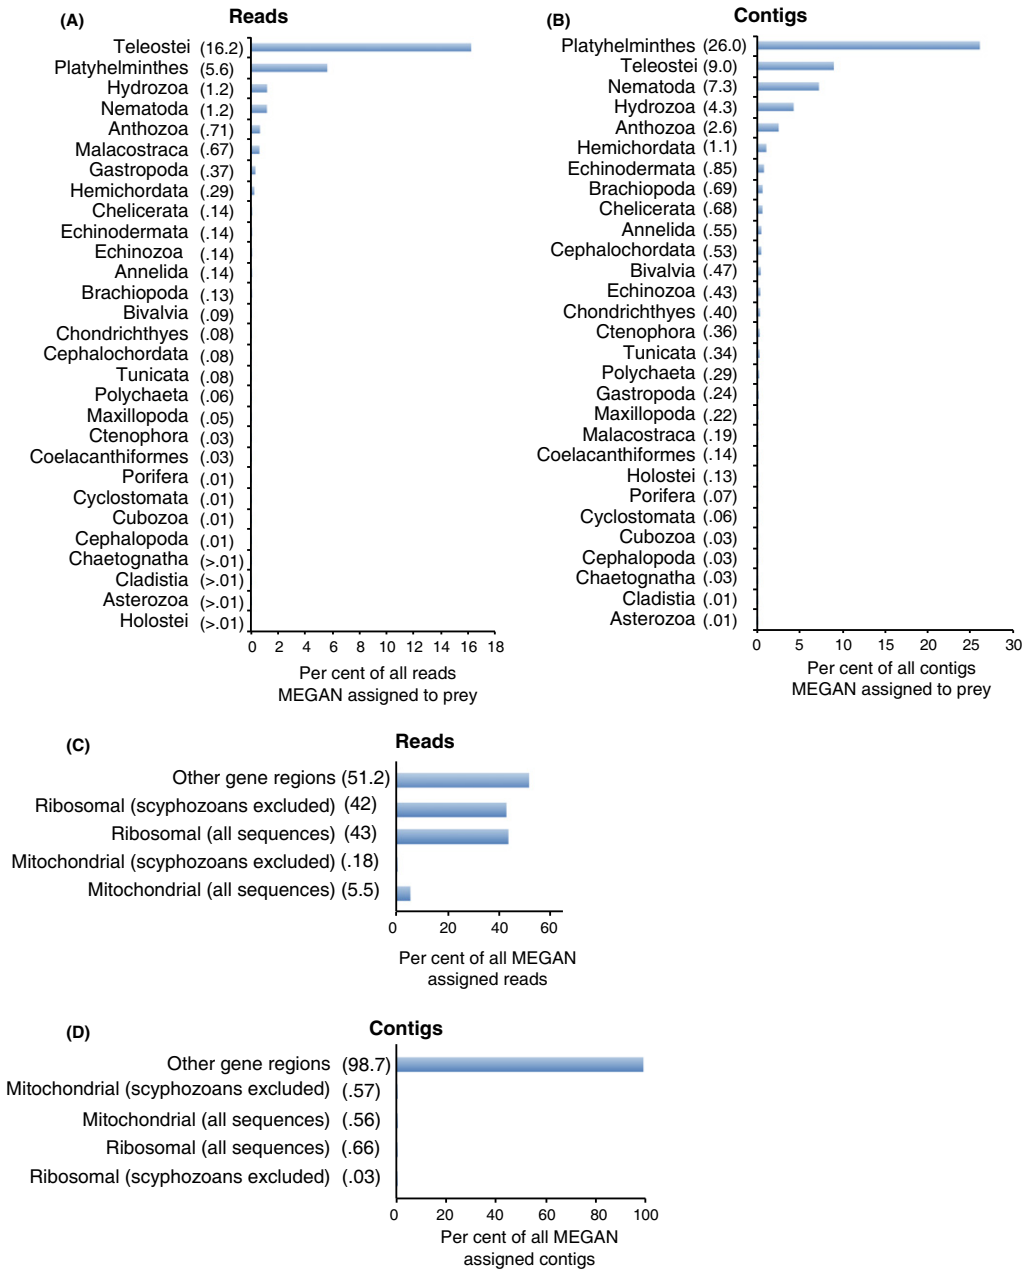 (A)
Reads
Teleostei (16.2)
Platyhelminthes (5.6)
Hydrozoa (1.2)
Nematoda (1.2)
Anthozoa (.71)
Malacostraca (.67)
Gastropoda (.37)
Hemichordata (.29)
Chelicerata (.14)
Echinodermata (.14)
Echinozoa (.14)
Annelida (.14)
Brachiopoda (.13)
Bivalvia (.09)
Chondrichthyes (.08)
Cephalochordata (.08)
Tunicata (.08)
Polychaeta (.06)
Maxillopoda (.05)
Ctenophora (.03)
Coelacanthiformes (.03)
Porifera (.01)
Cyclostomata (.01)
Cubozoa (.01)
Cephalopoda (.01)
Chaetognatha (>.01)
Cladistia (>.01)
Asterozoa (>.01)
Holostei (>.01)
0 2 4 6 8 10 12 14 16 18
Per cent of all reads
MEGAN assigned to prey
(B)
Contigs
Platyhelminthes (26.0)
Teleostei (9.0)
Nematoda (7.3)
Hydrozoa (4.3)
Anthozoa (2.6)
Hemichordata (1.1)
Echinodermata (.85)
Brachiopoda (.69)
Chelicerata (.68)
Annelida (.55)
Cephalochordata (.53)
Bivalvia (.47)
Echinozoa (.43)
Chondrichthyes (.40)
Ctenophora (.36)
Tunicata (.34)
Polychaeta (.29)
Gastropoda (.24)
Maxillopoda (.22)
Malacostraca (.19)
Coelacanthiformes (.14)
Holostei (.13)
Porifera (.07)
Cyclostomata (.06)
Cubozoa (.03)
Cephalopoda (.03)
Chaetognatha (.03)
Cladistia (.01)
Asterozoa (.01)
0 5 10 15 20 25 30
Per cent of all contigs
MEGAN assigned to prey
(C)
Reads
Other gene regions (51.2)
Ribosomal (scyphozoans excluded) (42)
Ribosomal (all sequences) (43)
Mitochondrial (scyphozoans excluded) (.18)
Mitochondrial (all sequences) (5.5)
0 20 40 60
Per cent of all MEGAN
assigned reads
(D)
Contigs
Other gene regions (98.7)
Mitochondrial (scyphozoans excluded) (.57)
Mitochondrial (all sequences) (.56)
Ribosomal (all sequences) (.66)
Ribosomal (scyphozoans excluded) (.03)
0 20 40 60 80 100
Per cent of all MEGAN
assigned contigs